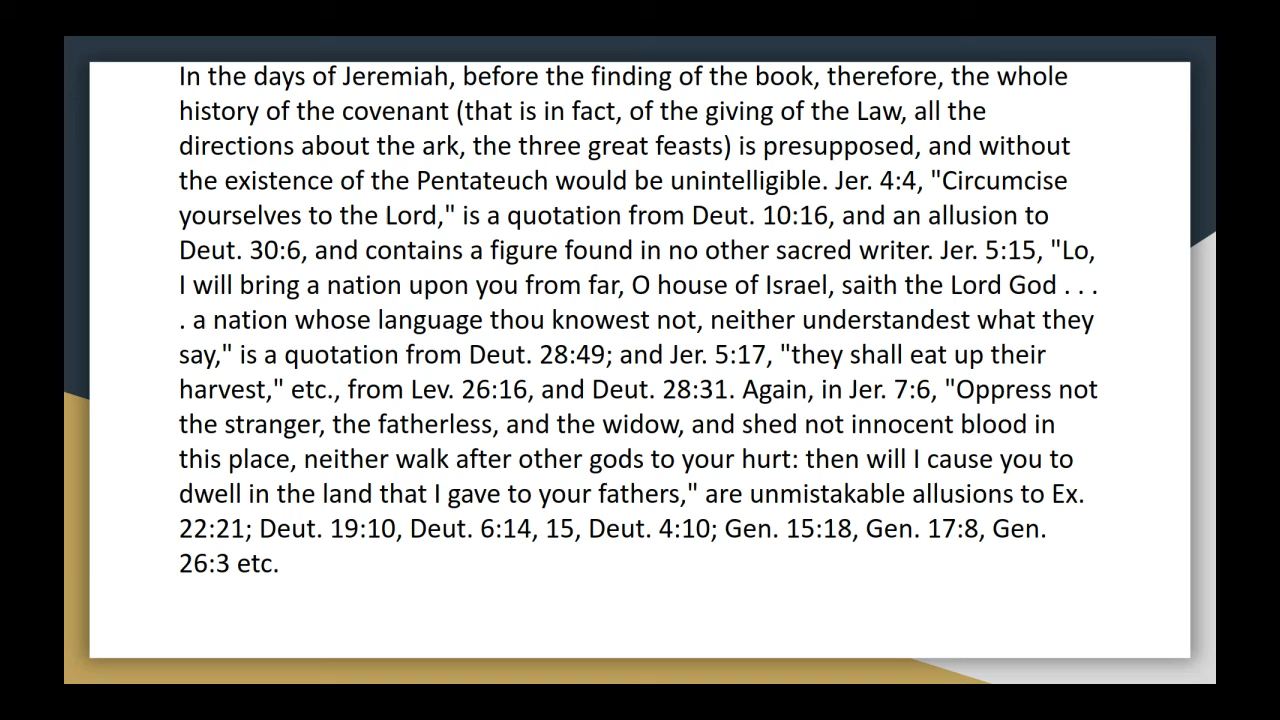 In the days of Jeremiah, before the finding of the book, therefore, the whole
history of the covenant (that is in fact, of the giving of the Law, all the
directions about the ark, the three great feasts) is presupposed, and without
the existence of the Pentateuch would be unintelligible. Jer. 4:4, "Circumcise
yourselves to the Lord," is a quotation from Deut. 10:16, and an allusion to
Deut. 30:6, and contains a figure found in no other sacred writer. Jer. 5:15, "Lo,
I will bring a nation upon you from far, O house of Israel, saith the Lord God . . .
. a nation whose language thou knowest not, neither understandest what they
say," is a quotation from Deut. 28:49; and Jer. 5:17, "they shall eat up their
harvest," etc., from Lev. 26:16, and Deut. 28:31. Again, in Jer. 7:6, "Oppress not
the stranger, the fatherless, and the widow, and shed not innocent blood in
this place, neither walk after other gods to your hurt: then will I cause you to
dwell in the land that I gave to your fathers," are unmistakable allusions to Ex.
22:21; Deut. 19:10, Deut. 6:14, 15, Deut. 4:10; Gen. 15:18, Gen. 17:8, Gen.
26:3 etc.